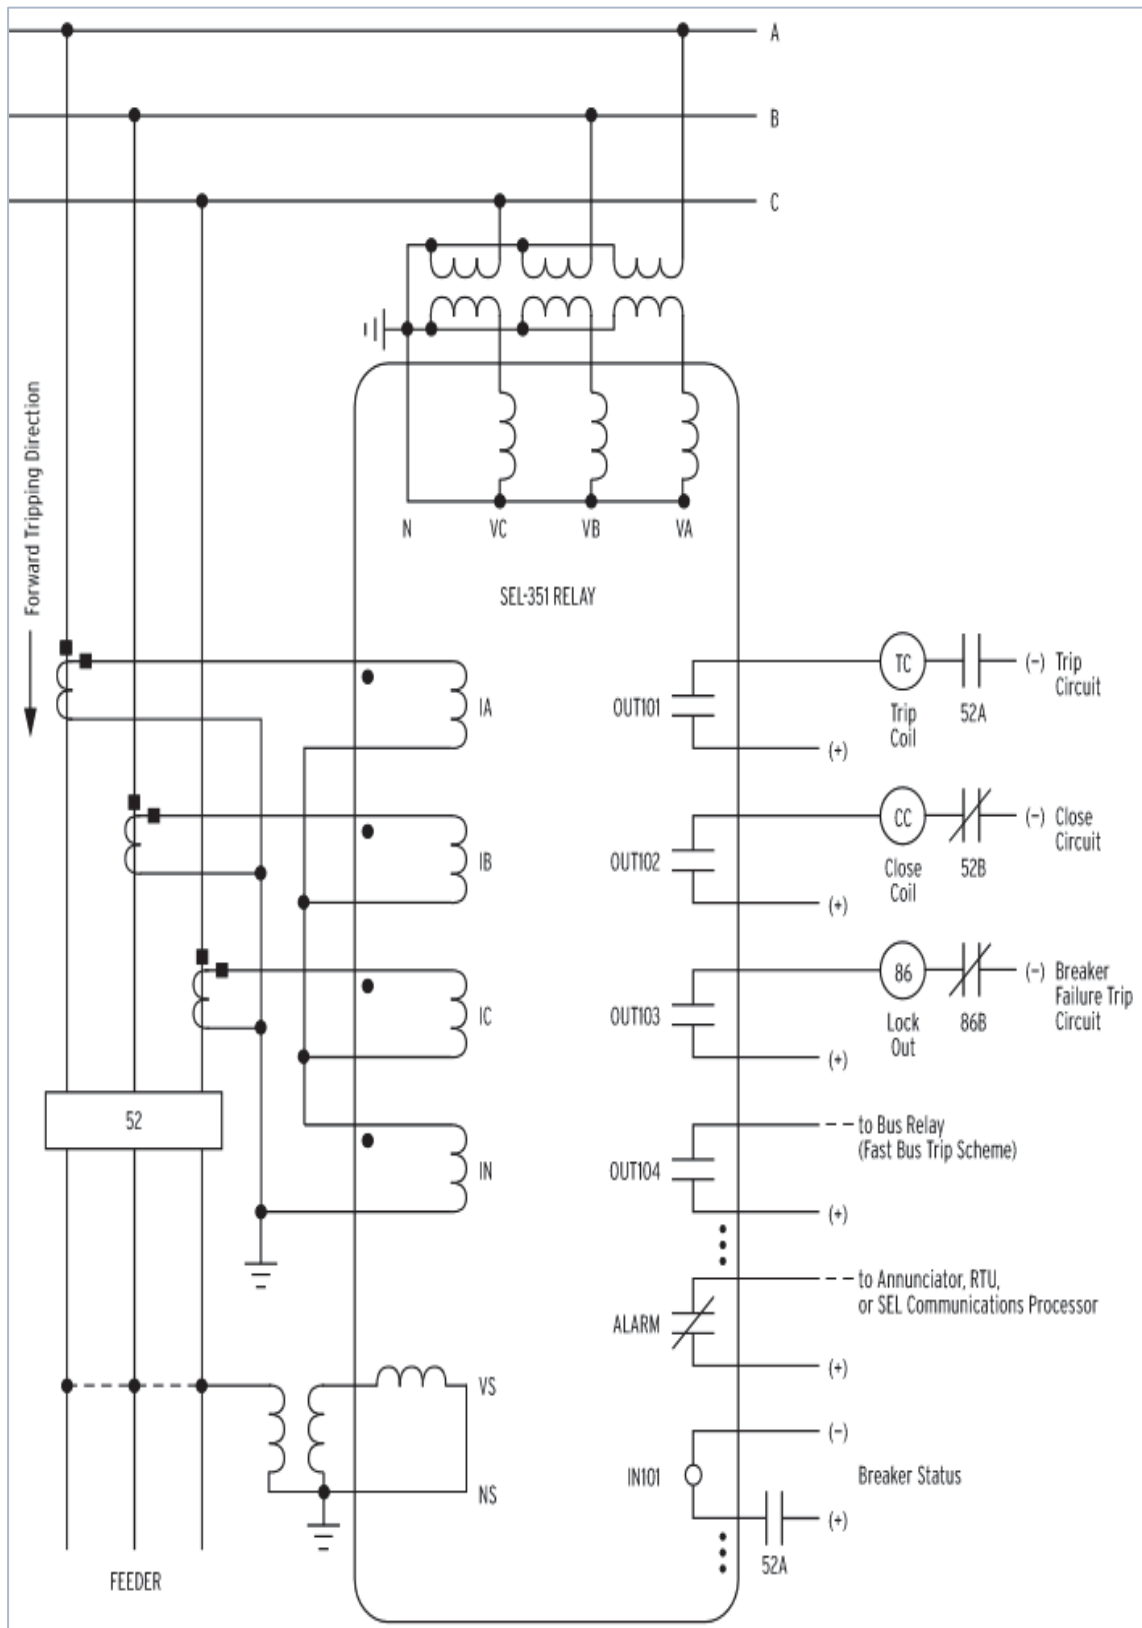 A
B
C
Forward Tripping Direction
N
VC
VB
VA
SEL-351 RELAY
IA
OUT101
TC
Trip
Coil
52A
(−) Trip
Circuit
(+)
IB
OUT102
CC
Close
Coil
52B
(−) Close
Circuit
(+)
IC
OUT103
86
Lock
Out
86B
(−) Breaker
Failure Trip
Circuit
(+)
52
IN
OUT104
to Bus Relay
(Fast Bus Trip Scheme)
(+)
ALARM
to Annunciator, RTU,
or SEL Communications Processor
(+)
VS
NS
IN101
(−)
Breaker Status
(+)
52A
FEEDER